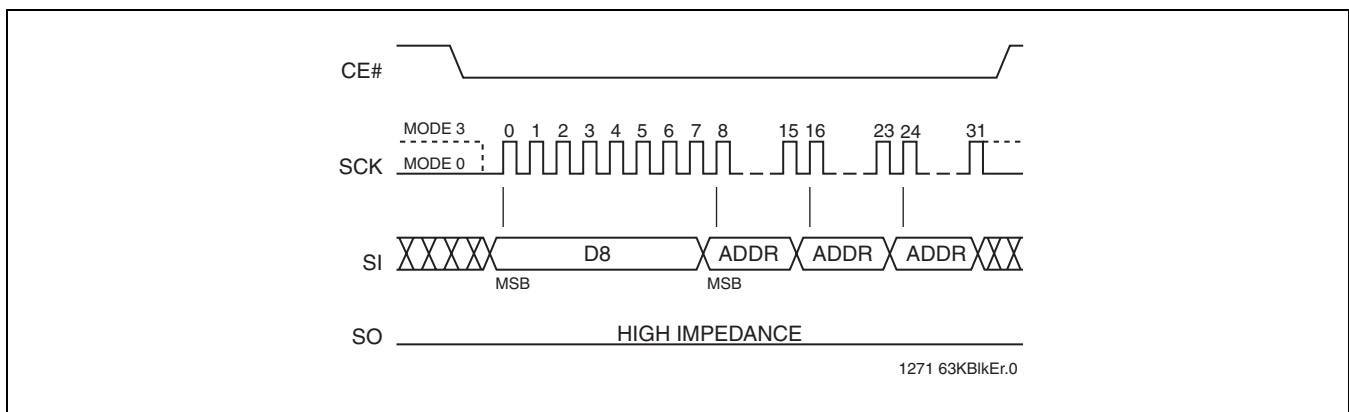 CE#
MODE 3
0 1 2 3 4 5 6 7 8 15 16 23 24 31
SCK
MODE 0
SI
D8
ADDR
ADDR
ADDR
MSB
MSB
SO
HIGH IMPEDANCE
1271 63KBlkEr.0